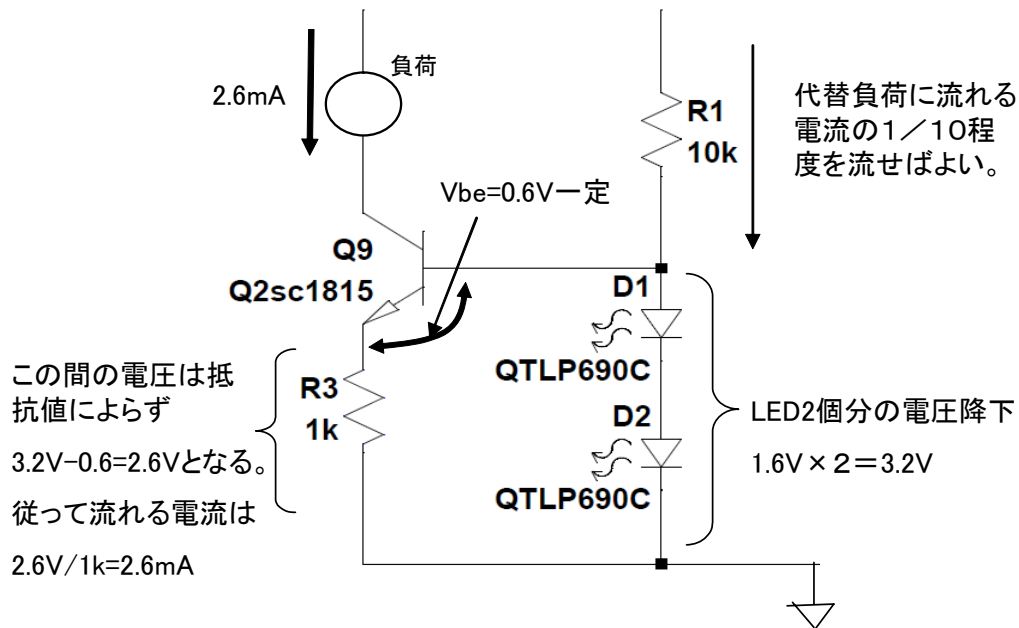 負荷
2.6mA
R1
10k
代替負荷に流れる
電流の1/10程
度を流せばよい。
Vbe=0.6V一定
Q9
Q2sc1815
D1
QTLP690C
この間の電圧は抵
抗値によらず
3.2V-0.6=2.6Vとなる。
従って流れる電流は
2.6V/1k=2.6mA
R3
1k
D2
QTLP690C
LED2個分の電圧降下
1.6V×2=3.2V